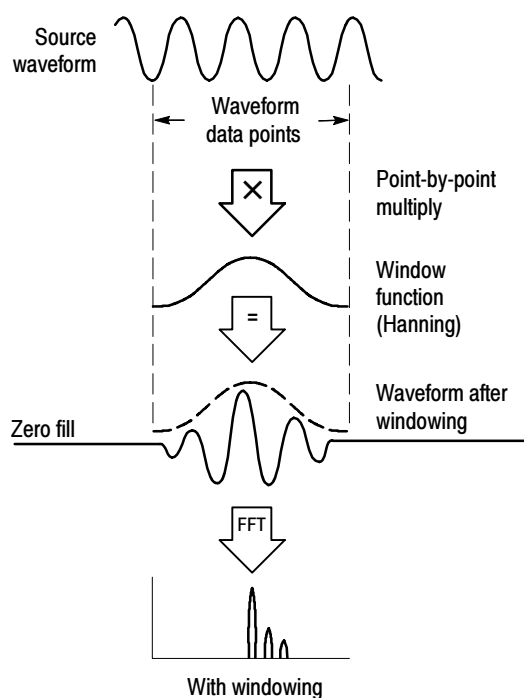 Source
waveform
Waveform
data points
×
Point-by-point
multiply
Window
function
(Hanning)
=
Waveform after
windowing
Zero fill
FFT
With windowing